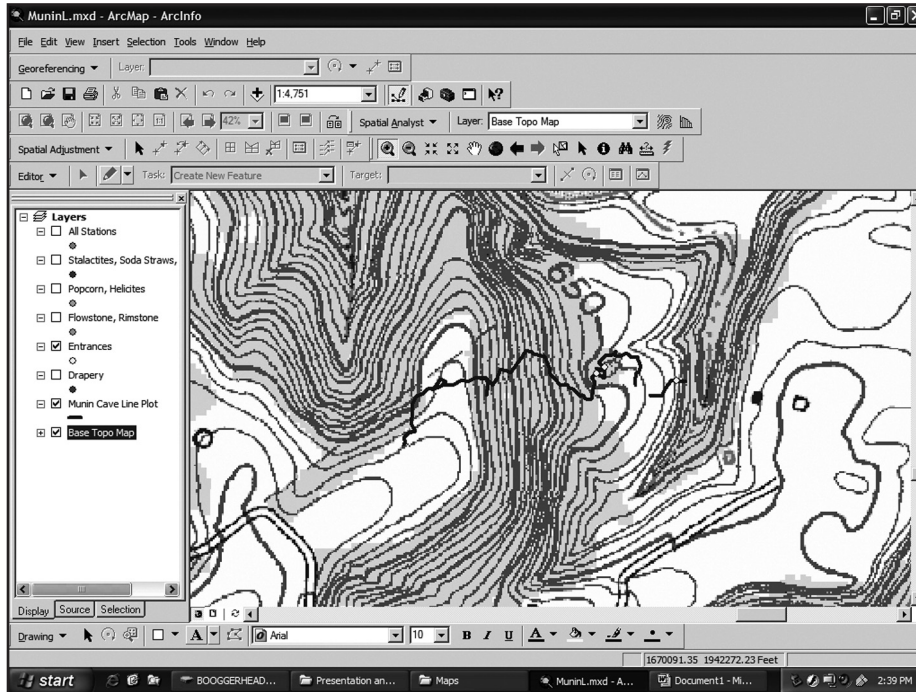 MuninL.mxd - ArcMap - ArcInfo
File Edit View Insert Selection Tools Window Help
Georeferencing Layer:
1:4,751
42% Spatial Analyst Layer: Base Topo Map
Spatial Adjustment
Editor Task: Create New Feature Target:
Layers
All Stations
Stalactites, Soda Straws,
Popcorn, Helicites
Flowstone, Rimstone
Entrances
Drapery
Munin Cave Line Plot
Base Topo Map
650
Display Source Selection
Drawing A Arial 10 B I U A
1670091.35 1942272.23 Feet
start BOOGGERHEAD... Presentation an... Maps MuninL.mxd - A... Document1 - Mi... 2:39 PM